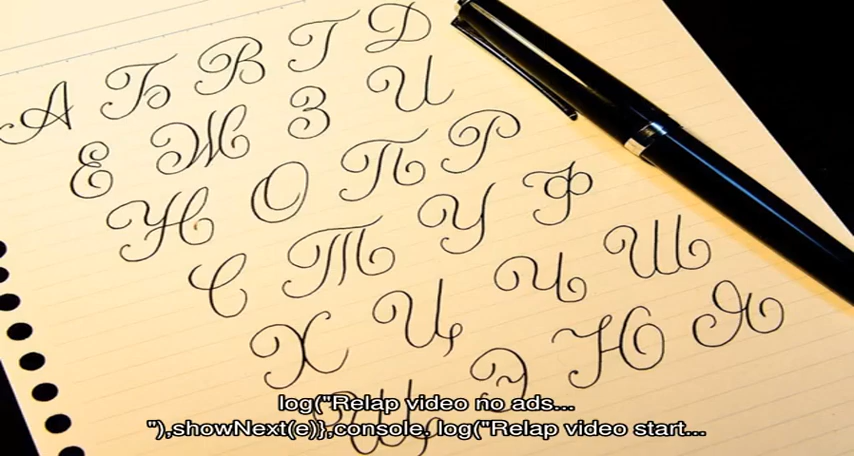 А Б В Г Д
Е Ж З И
Н О П Р
С Т У Ф
Х Ц Ч Ш
Щ Э Ю Я
log("Relap video no ads...
"),showNext(e)},console. log("Relap video start...